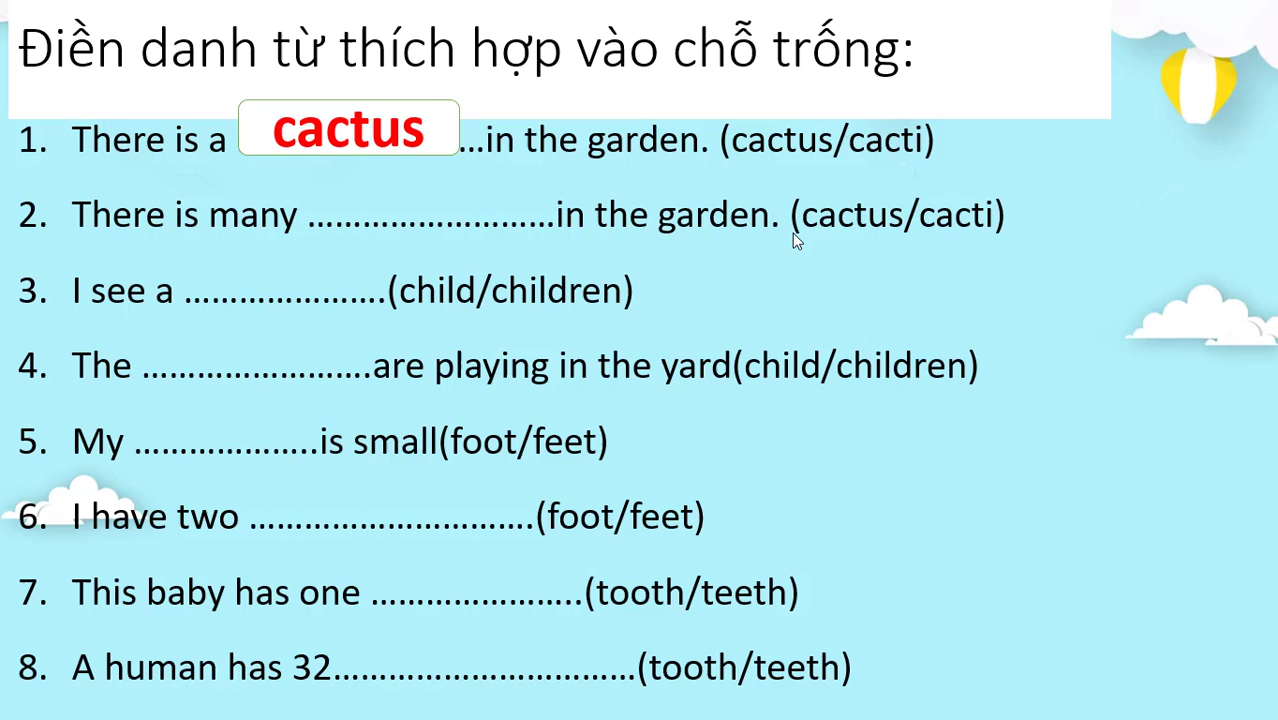 Điền danh từ thích hợp vào chỗ trống:
1. There is a cactus...in the garden. (cactus/cacti)
2. There is many ...........................in the garden. (cactus/cacti)
3. I see a ......................(child/children)
4. The .........................are playing in the yard(child/children)
5. My ....................is small(foot/feet)
6. I have two ...............................(foot/feet)
7. This baby has one .......................(tooth/teeth)
8. A human has 32.................................(tooth/teeth)